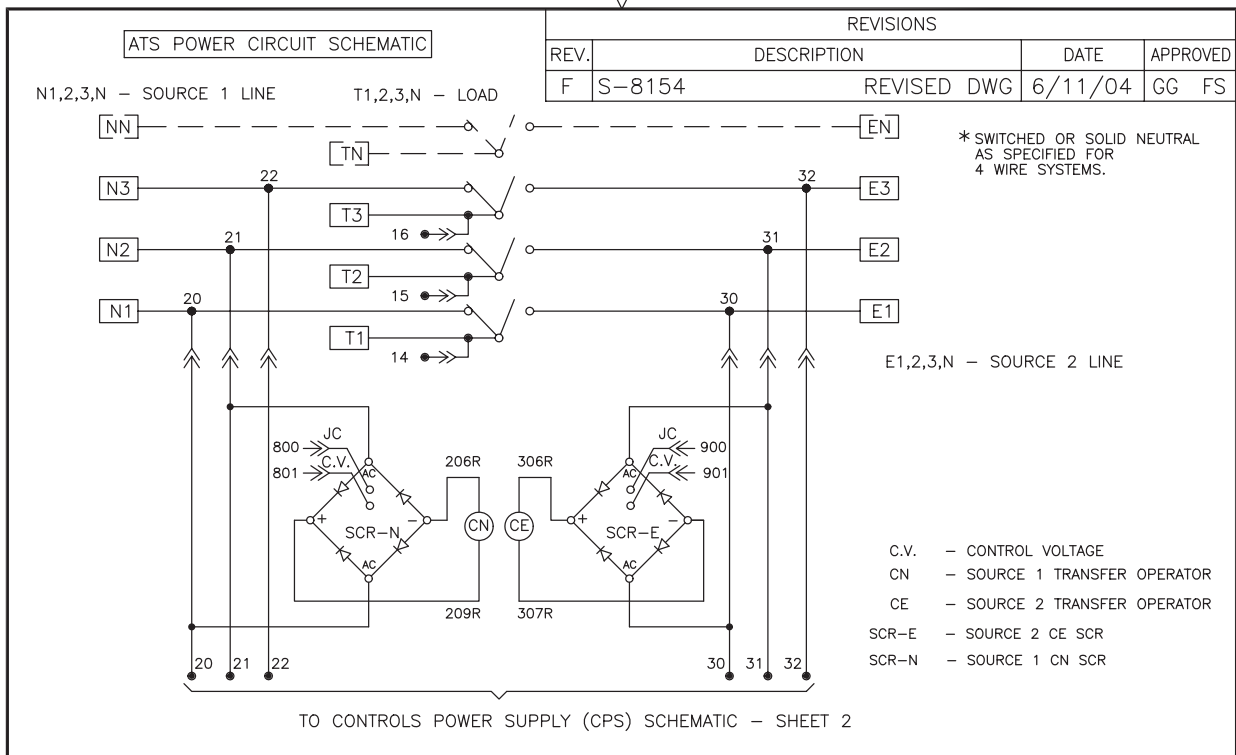 ATS POWER CIRCUIT SCHEMATIC
REVISIONS
REV. DESCRIPTION DATE APPROVED
F S-8154 REVISED DWG 6/11/04 GG FS
N1,2,3,N - SOURCE 1 LINE
T1,2,3,N - LOAD
NN
EN
TN
* SWITCHED OR SOLID NEUTRAL
AS SPECIFIED FOR
4 WIRE SYSTEMS.
N3
22
32
E3
T3
16
N2
21
31
E2
T2
15
N1
20
30
E1
T1
14
E1,2,3,N - SOURCE 2 LINE
800
JC
801
C.V.
AC
206R
306R
JC
900
C.V.
901
AC
+
SCR-N
-
CN
CE
+
SCR-E
-
AC
AC
209R
307R
C.V. - CONTROL VOLTAGE
CN - SOURCE 1 TRANSFER OPERATOR
CE - SOURCE 2 TRANSFER OPERATOR
SCR-E - SOURCE 2 CE SCR
SCR-N - SOURCE 1 CN SCR
20 21 22
30 31 32
TO CONTROLS POWER SUPPLY (CPS) SCHEMATIC - SHEET 2